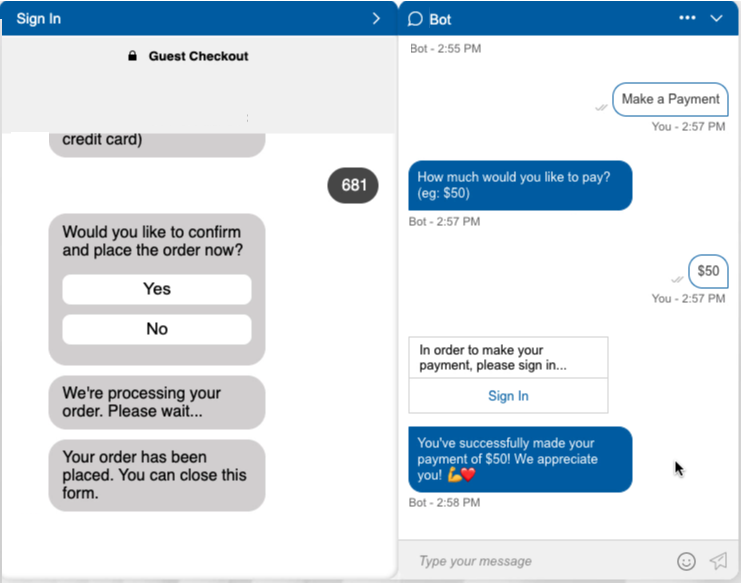 Sign In
Guest Checkout
credit card)
681
Would you like to confirm
and place the order now?
Yes
No
We're processing your
order. Please wait...
Your order has been
placed. You can close this
form.
Bot
Bot - 2:55 PM
Make a Payment
You - 2:57 PM
How much would you like to pay?
(eg: $50)
Bot - 2:57 PM
$50
You - 2:57 PM
In order to make your
payment, please sign in...
Sign In
You've successfully made your
payment of $50! We appreciate
you! 💪❤️
Bot - 2:58 PM
Type your message